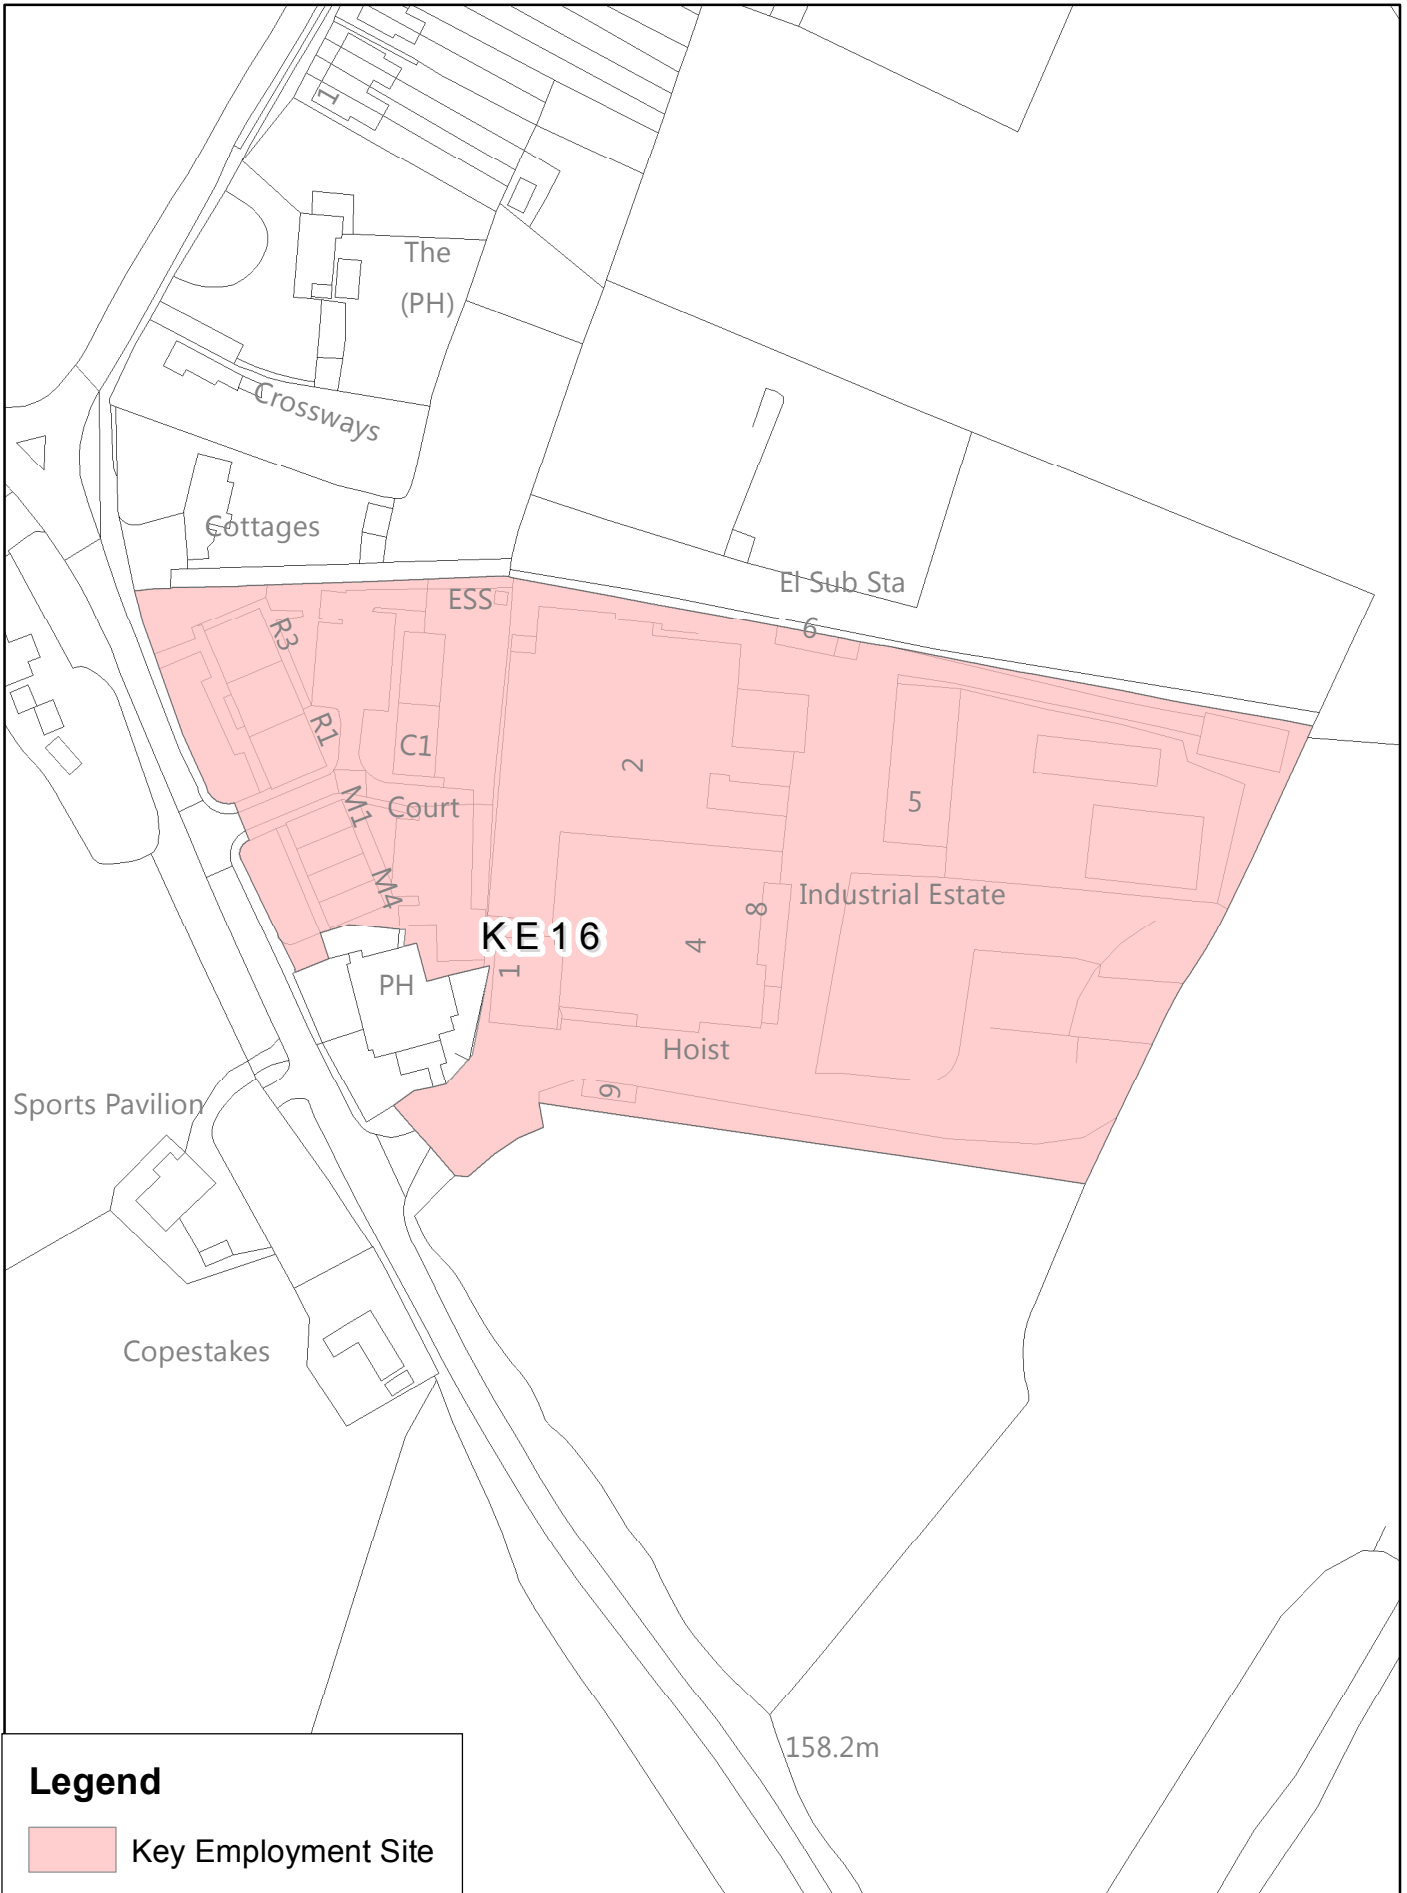 1
The
(PH)
Crossways
Cottages
El Sub Sta
ESS
6
R3
R1
C1
2
M1
Court
5
M4
8
Industrial Estate
KE16
4
1
PH
Hoist
9
Sports Pavilion
Copestakes
158.2m
Legend
Key Employment Site